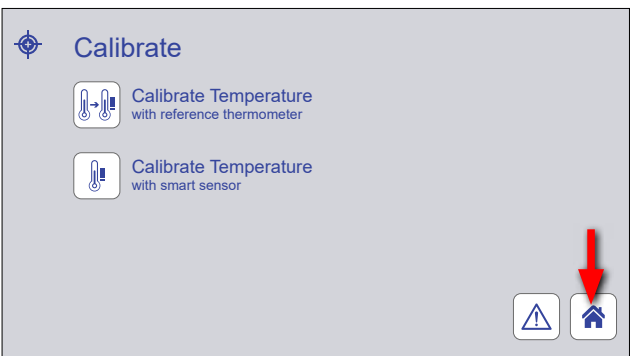 Calibrate
Calibrate Temperature
with reference thermometer
Calibrate Temperature
with smart sensor